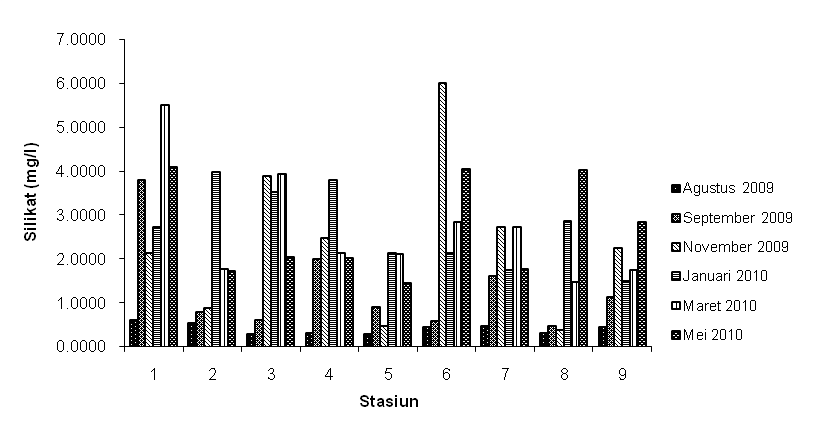 7.0000
6.0000
5.0000
4.0000
3.0000
2.0000
1.0000
0.0000
Silikat (mg/l)
1 2 3 4 5 6 7 8 9
Stasiun
Agustus 2009
September 2009
November 2009
Januari 2010
Maret 2010
Mei 2010